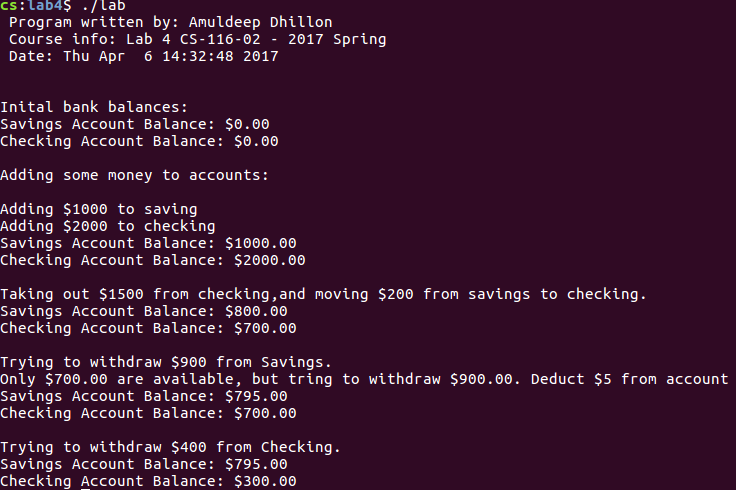 cs:lab4$ ./lab
Program written by: Amuldeep Dhillon
Course info: Lab 4 CS-116-02 - 2017 Spring
Date: Thu Apr  6 14:32:48 2017
Inital bank balances:
Savings Account Balance: $0.00
Checking Account Balance: $0.00
Adding some money to accounts:
Adding $1000 to saving
Adding $2000 to checking
Savings Account Balance: $1000.00
Checking Account Balance: $2000.00
Taking out $1500 from checking,and moving $200 from savings to checking.
Savings Account Balance: $800.00
Checking Account Balance: $700.00
Trying to withdraw $900 from Savings.
Only $700.00 are available, but tring to withdraw $900.00. Deduct $5 from account
Savings Account Balance: $795.00
Checking Account Balance: $700.00
Trying to withdraw $400 from Checking.
Savings Account Balance: $795.00
Checking Account Balance: $300.00